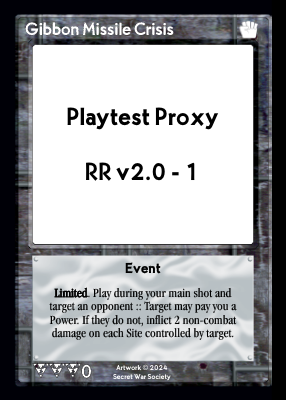 Gibbon Missile Crisis
Playtest Proxy
RR v2.0 - 1
Event
Limited. Play during your main shot and
target an opponent :: Target may pay you a
Power. If they do not, inflict 2 non-combat
damage on each Site controlled by target.
0
Artwork © 2024
Secret War Society